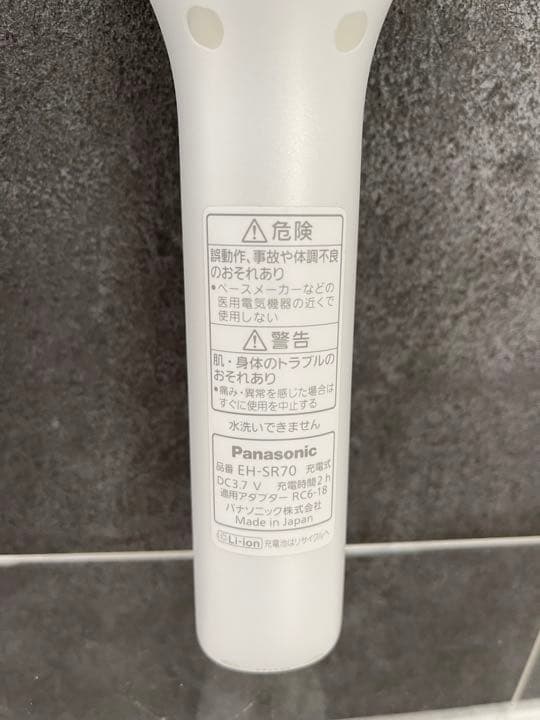 ⚠危険
誤動作、事故や体調不良
のおそれあり
•ペースメーカーなどの
医用電気機器の近くで
使用しない
⚠警告
肌・身体のトラブルの
おそれあり
•痛み・異常を感じた場合は
すぐに使用を中止する
水洗いできません
Panasonic
品番 EH-SR70 充電式
DC3.7 V 充電時間2 h
適用アダプター RC6-18
パナソニック株式会社
Made in Japan
Li-ion 充電池はリサイクルへ